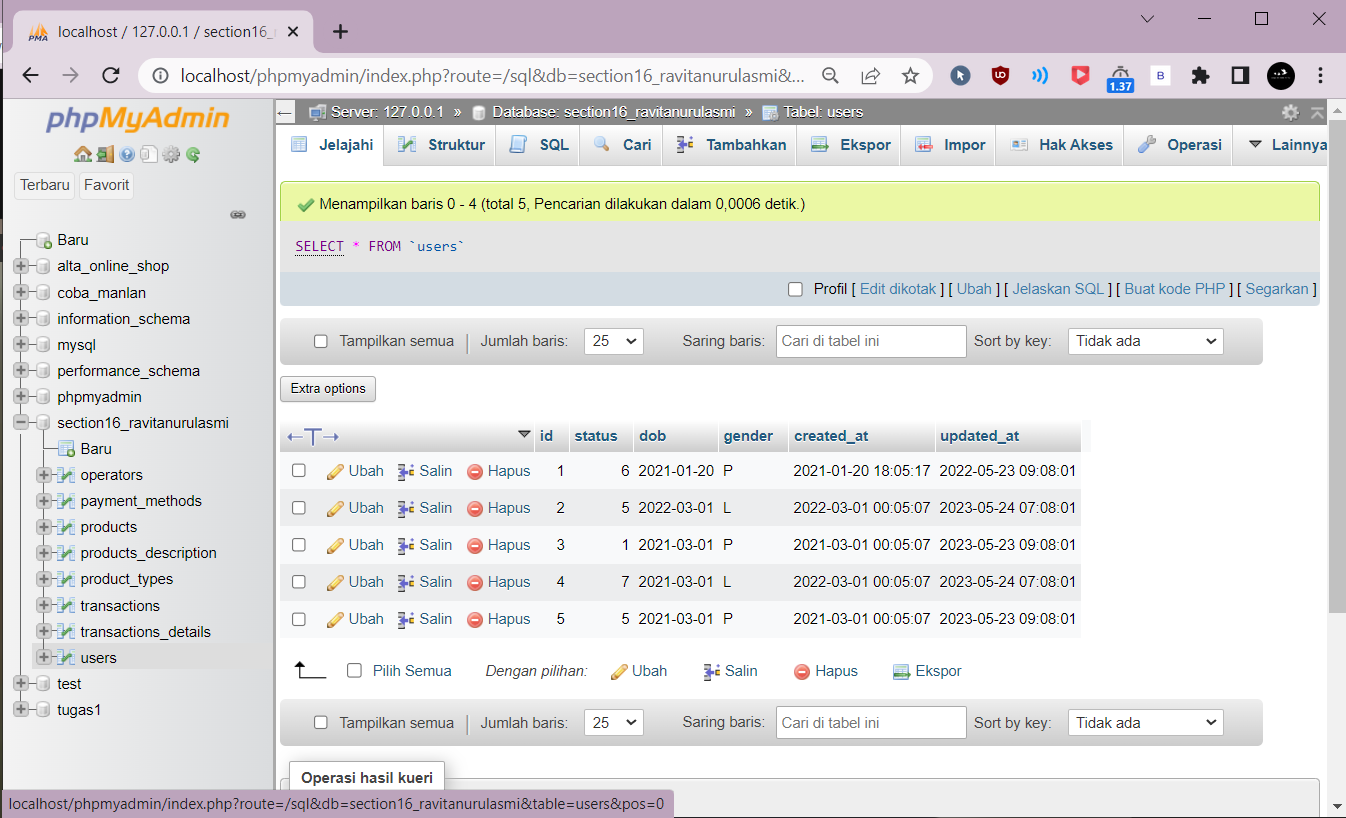 localhost / 127.0.0.1 / section16_
localhost/phpmyadmin/index.php?route=/sql&db=section16_ravitanurulasmi&...
1.37
B
phpMyAdmin
Terbaru Favorit
Baru
alta_online_shop
coba_manlan
information_schema
mysql
performance_schema
phpmyadmin
section16_ravitanurulasmi
Baru
operators
payment_methods
products
products_description
product_types
transactions
transactions_details
users
test
tugas1
Server: 127.0.0.1 » Database: section16_ravitanurulasmi » Tabel: users
Jelajahi Struktur SQL Cari Tambahkan Ekspor Impor Hak Akses Operasi Lainnya
Menampilkan baris 0 - 4 (total 5, Pencarian dilakukan dalam 0,0006 detik.)
SELECT * FROM `users`
Profil [ Edit dikotak ] [ Ubah ] [ Jelaskan SQL ] [ Buat kode PHP ] [ Segarkan ]
Tampilkan semua | Jumlah baris: 25 Saring baris: Cari di tabel ini Sort by key: Tidak ada
Extra options
←T→ id status dob gender created_at updated_at
Ubah Salin Hapus 1 6 2021-01-20 P 2021-01-20 18:05:17 2022-05-23 09:08:01
Ubah Salin Hapus 2 5 2022-03-01 L 2022-03-01 00:05:07 2022-05-24 07:08:01
Ubah Salin Hapus 3 1 2021-03-01 P 2021-03-01 00:05:07 2023-05-23 09:08:01
Ubah Salin Hapus 4 7 2021-03-01 L 2022-03-01 00:05:07 2023-05-24 07:08:01
Ubah Salin Hapus 5 5 2021-03-01 P 2021-03-01 00:05:07 2023-05-23 09:08:01
Pilih Semua Dengan pilihan: Ubah Salin Hapus Ekspor
Tampilkan semua | Jumlah baris: 25 Saring baris: Cari di tabel ini Sort by key: Tidak ada
Operasi hasil kueri
localhost/phpmyadmin/index.php?route=/sql&db=section16_ravitanurulasmi&table=users&pos=0